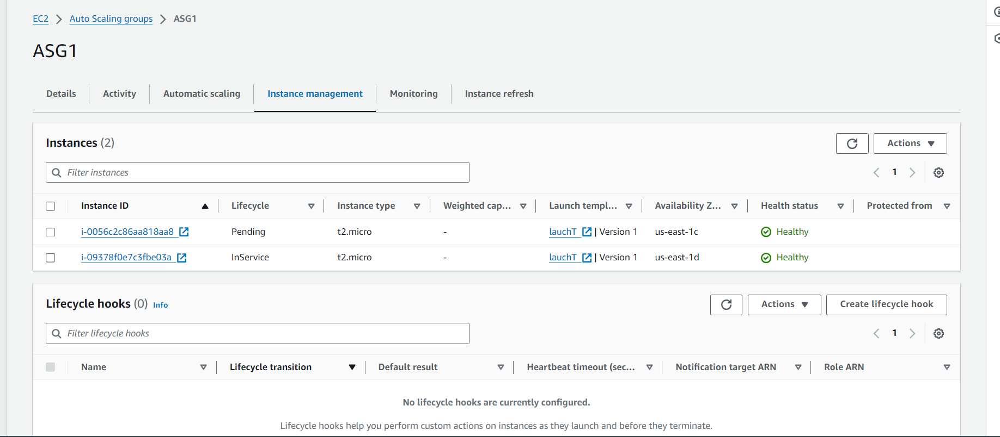 EC2 > Auto Scaling groups > ASG1
ASG1
Details Activity Automatic scaling Instance management Monitoring Instance refresh
Instances (2) Actions
Filter instances 1
Instance ID Lifecycle Instance type Weighted cap... Launch templ... Availability Z... Health status Protected from
i-0056c2c86aa818aa8 Pending t2.micro - lauchT | Version 1 us-east-1c Healthy
i-09378f0e7c3fbe03a InService t2.micro - lauchT | Version 1 us-east-1d Healthy
Lifecycle hooks (0) Info Actions Create lifecycle hook
Filter lifecycle hooks 1
Name Lifecycle transition Default result Heartbeat timeout (sec... Notification target ARN Role ARN
No lifecycle hooks are currently configured.
Lifecycle hooks help you perform custom actions on instances as they launch and before they terminate.